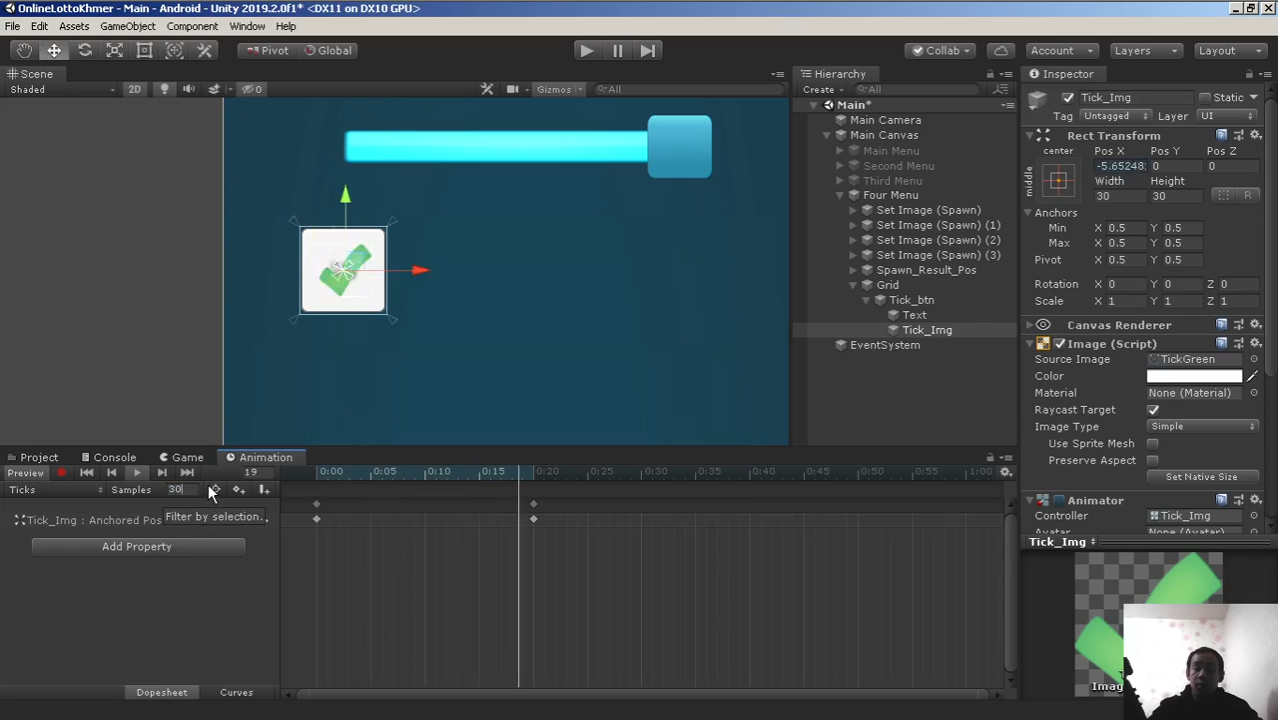 OnlineLottoKhmer - Main - Android - Unity 2019.2.0f1* <DX11 on DX10 GPU>
File Edit Assets GameObject Component Window Help
Pivot Global Collab Account Layers Layout
Scene
Shaded 2D 0 Gizmos All
Hierarchy
Create All
Main*
Main Camera
Main Canvas
Main Menu
Second Menu
Third Menu
Four Menu
Set Image (Spawn)
Set Image (Spawn) (1)
Set Image (Spawn) (2)
Set Image (Spawn) (3)
Spawn_Result_Pos
Grid
Tick_btn
Text
Tick_Img
EventSystem
Inspector
Tick_Img Static
Tag Untagged Layer UI
Rect Transform
center Pos X Pos Y Pos Z
middle -5.65248 0 0
Width Height
30 30 R
Anchors
Min X 0.5 Y 0.5
Max X 0.5 Y 0.5
Pivot X 0.5 Y 0.5
Rotation X 0 Y 0 Z 0
Scale X 1 Y 1 Z 1
Canvas Renderer
Image (Script)
Source Image TickGreen
Color
Material None (Material)
Raycast Target
Image Type Simple
Use Sprite Mesh
Preserve Aspect
Set Native Size
Animator
Controller Tick_Img
Tick_Img
Project Console Game Animation
Preview 19 0:00 0:05 0:10 0:15 0:20 0:25 0:30 0:35 0:40 0:45 0:50 0:55 1:00
Ticks Samples 30
Filter by selection.
Tick_Img : Anchored Pos
Add Property
Dopesheet Curves